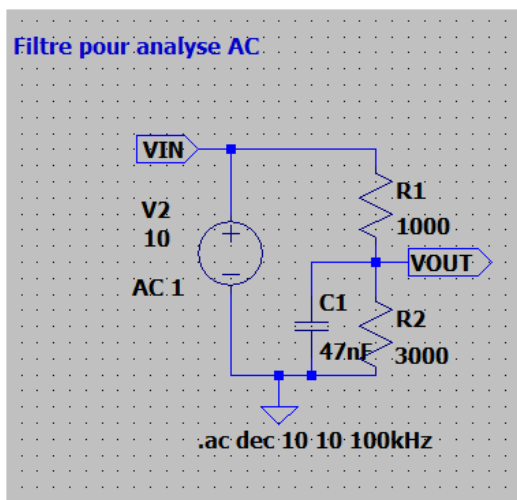 Filtre pour analyse AC
VIN
R1
V2
10
1000
VOUT
AC 1
C1
R2
47nF
3000
.ac dec 10 10 100kHz